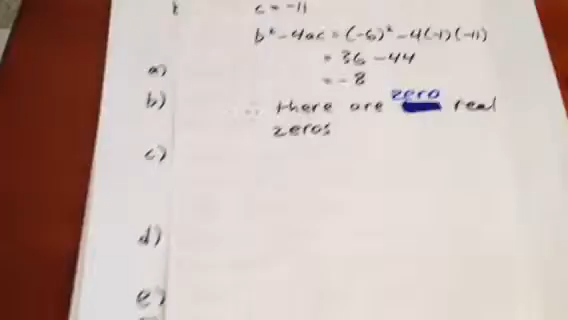 c = -11
b² - 4ac = (-6)² - 4(-1)(-11)
= 36 - 44
a)
= -8
b)
∴ there are zero real
zeros
c)
d)
e)